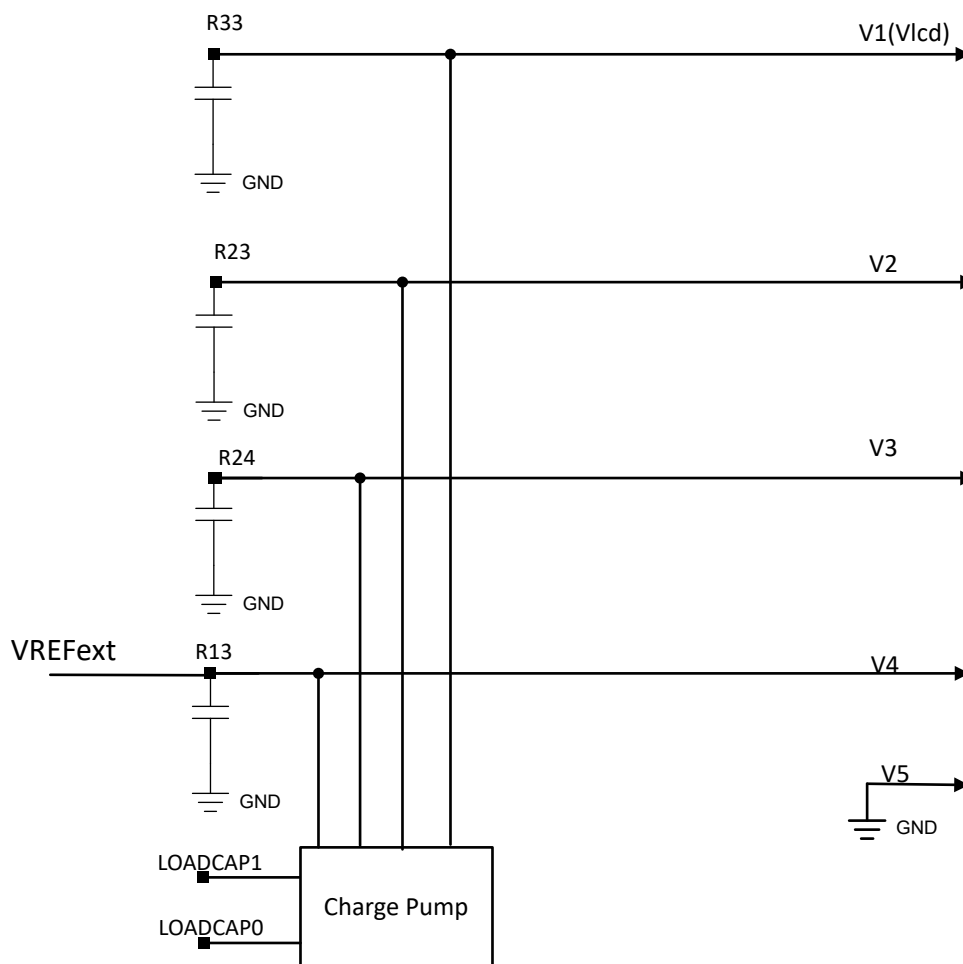 R33
V1(Vlcd)
GND
R23
V2
GND
R24
V3
GND
VREFext
R13
V4
V5
GND
GND
LOADCAP1
Charge Pump
LOADCAP0